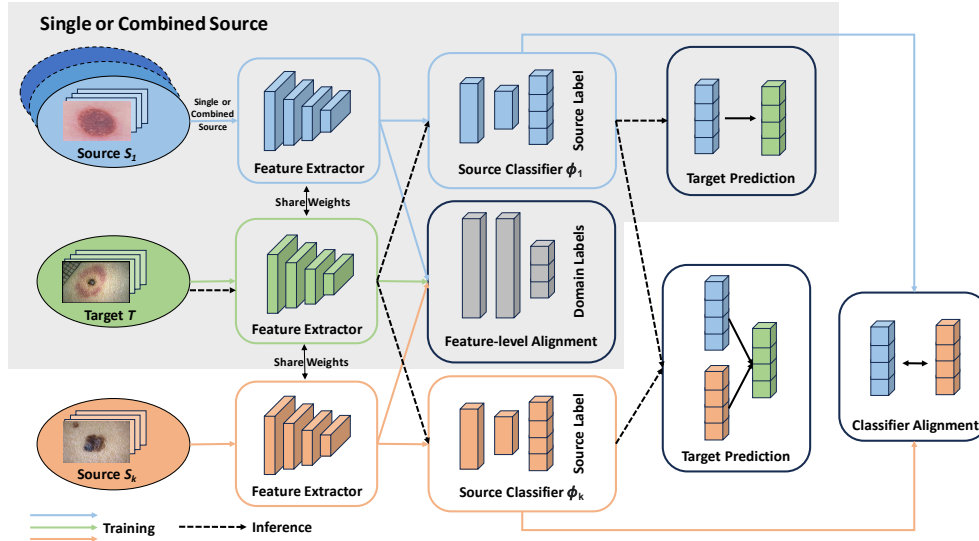 Single or Combined Source
Source S1
Single or
Combined
Source
Feature Extractor
Source Label
Source Classifier ϕ1
Target Prediction
Share Weights
Target T
Feature Extractor
Domain Labels
Feature-level Alignment
Share Weights
Source Sk
Feature Extractor
Source Label
Source Classifier ϕk
Target Prediction
Classifier Alignment
Training
Inference